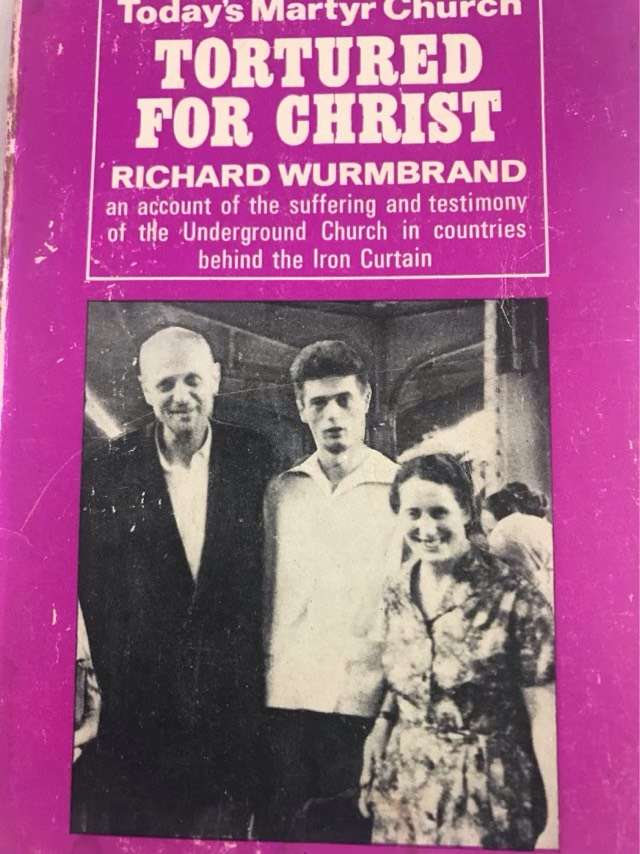 Today's Martyr Church
TORTURED
FOR CHRIST
RICHARD WURMBRAND
an account of the suffering and testimony
of the Underground Church in countries
behind the Iron Curtain